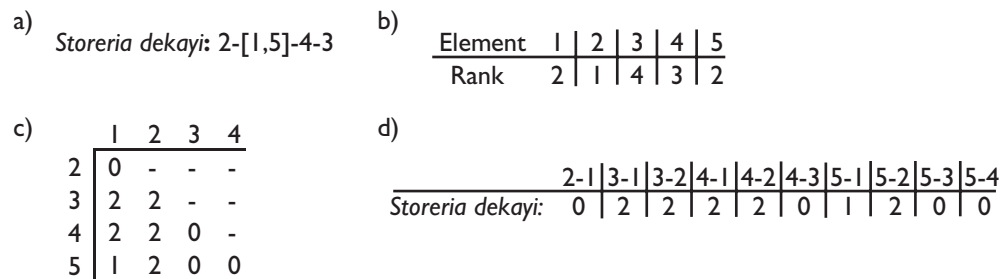 a)
Storeria dekayi: 2-[1,5]-4-3
b)
Element 1 2 3 4 5
Rank 2 1 4 3 2
c)
1 2 3 4
2 0 - - -
3 2 2 - -
4 2 2 0 -
5 1 2 0 0
d)
2-1 3-1 3-2 4-1 4-2 4-3 5-1 5-2 5-3 5-4
Storeria dekayi: 0 2 2 2 2 0 1 2 0 0